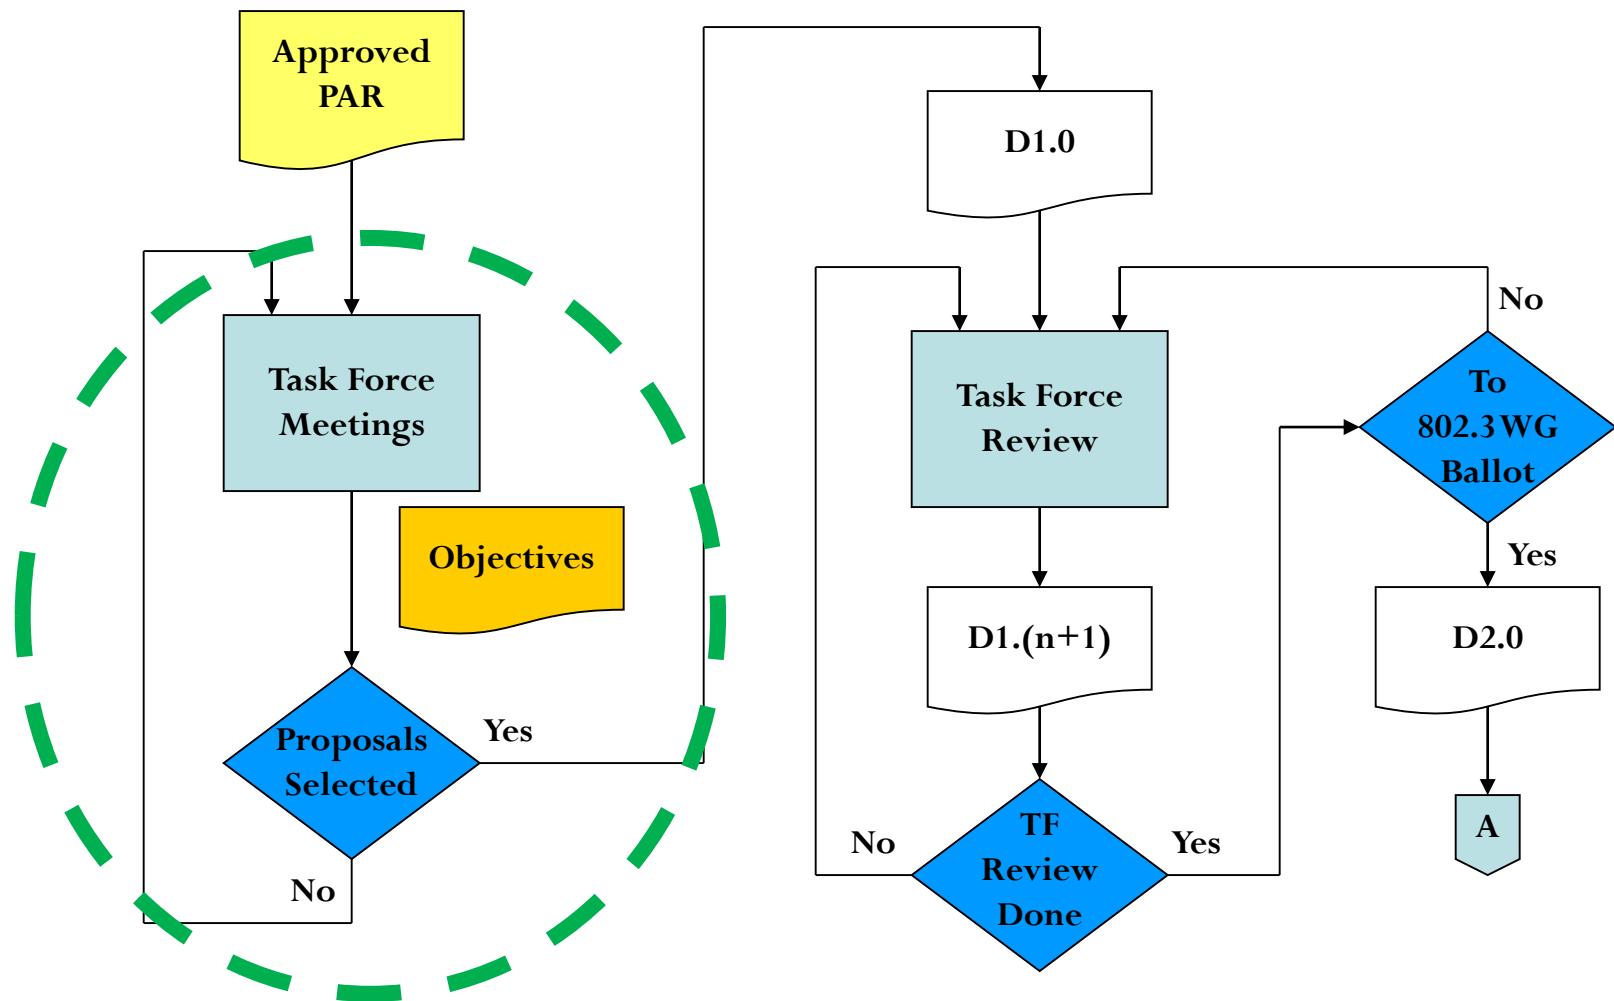 Approved
PAR
Task Force
Meetings
Objectives
Proposals
Selected
Yes
No
D1.0
Task Force
Review
D1.(n+1)
TF
Review
Done
No
Yes
To
802.3 WG
Ballot
No
Yes
D2.0
A